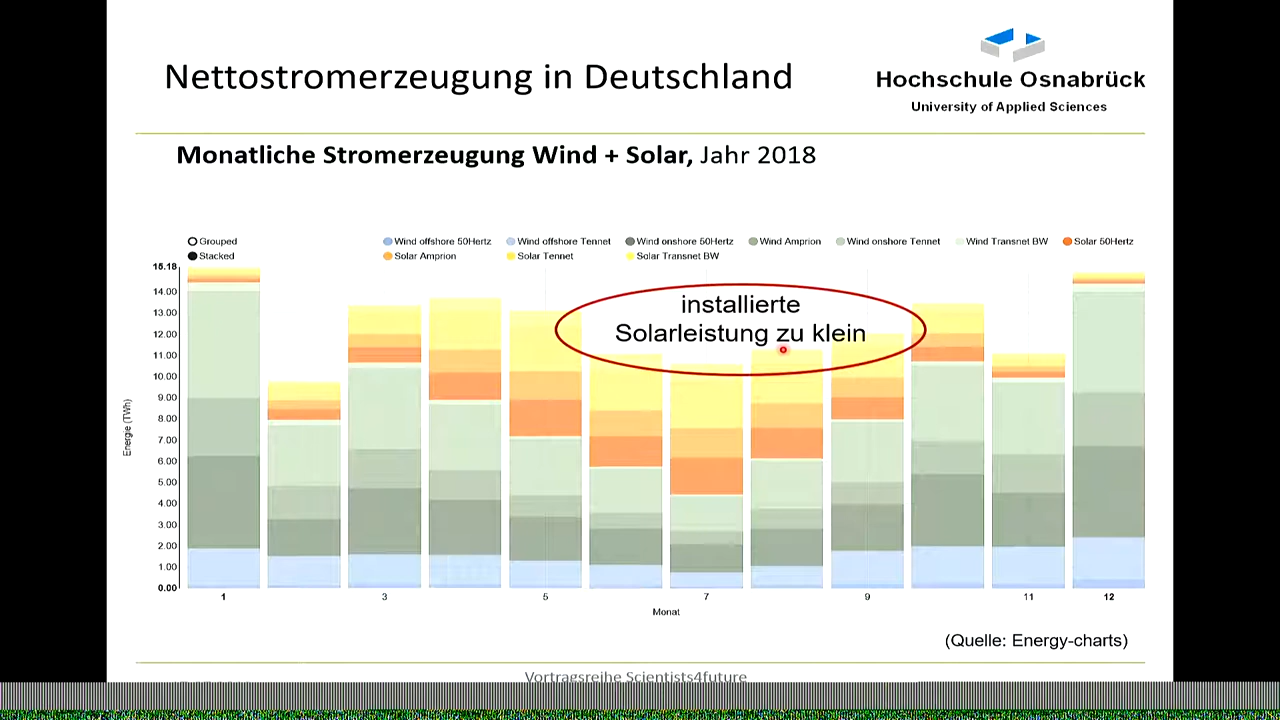 Nettostromerzeugung in Deutschland
Hochschule Osnabrück
University of Applied Sciences
Monatliche Stromerzeugung Wind + Solar, Jahr 2018
Grouped
Stacked
Wind offshore 50Hertz
Wind offshore Tennet
Wind onshore 50Hertz
Wind Amprion
Wind onshore Tennet
Wind Transnet BW
Solar 50Hertz
Solar Amprion
Solar Tennet
Solar Transnet BW
installierte
Solarleistung zu klein
15.18
14.00
13.00
12.00
11.00
10.00
9.00
8.00
7.00
6.00
5.00
4.00
3.00
2.00
1.00
0.00
Energie (TWh)
1
3
5
7
9
11
12
Monat
(Quelle: Energy-charts)
Vortragsreihe Scientists4future